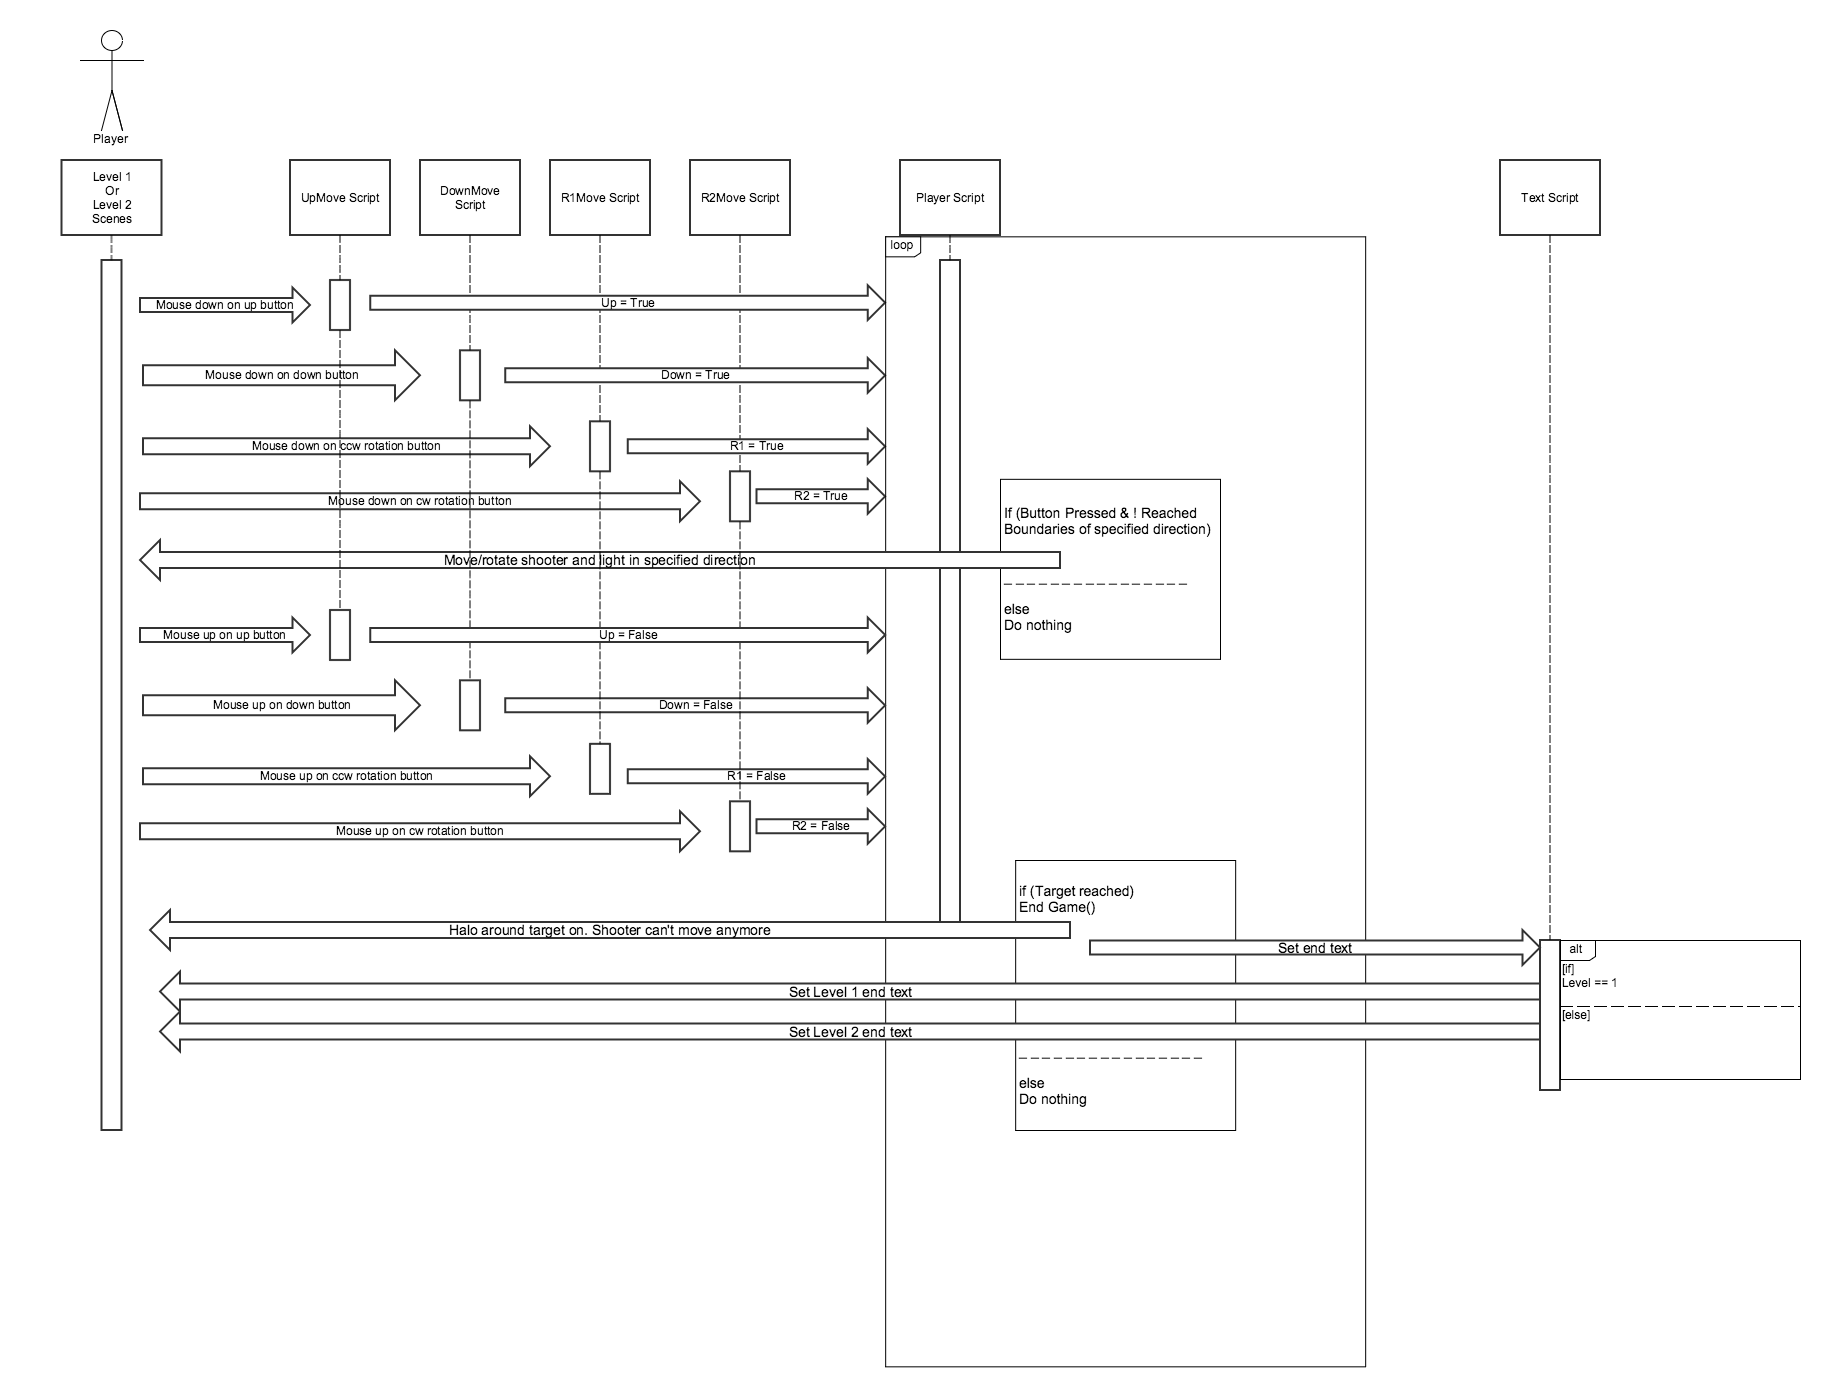 Player
Level 1
Or
Level 2
Scenes
UpMove Script
DownMove
Script
R1Move Script
R2Move Script
Player Script
Text Script
loop
Mouse down on up button
Up = True
Mouse down on down button
Down = True
Mouse down on ccw rotation button
R1 = True
Mouse down on cw rotation button
R2 = True
If (Button Pressed & ! Reached
Boundaries of specified direction)
Move/rotate shooter and light in specified direction
else
Do nothing
Mouse up on up button
Up = False
Mouse up on down button
Down = False
Mouse up on ccw rotation button
R1 = False
Mouse up on cw rotation button
R2 = False
if (Target reached)
End Game()
Halo around target on. Shooter can't move anymore
Set end text
alt
[if]
Level == 1
Set Level 1 end text
[else]
Set Level 2 end text
else
Do nothing